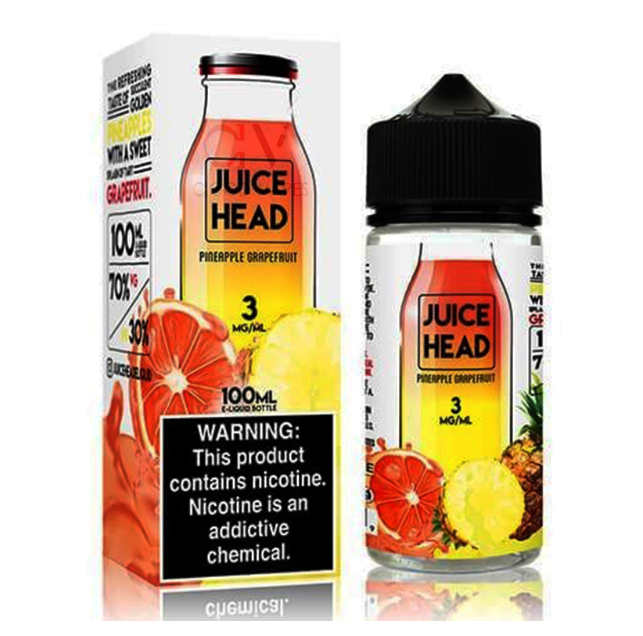 THE REFRESHING
TASTE OF SUCCULENT
GOLDEN
PINEAPPLES
WITH A SWEET
SPLASH OF TART
GRAPEFRUIT.
100ML
E-LIQUID
BOTTLE
70% VG
30%
JUICEHEADELIQUID
JUICE
HEAD
PINEAPPLE GRAPEFRUIT
3
MG/ML
100ML
E-LIQUID BOTTLE
WARNING:
This product
contains nicotine.
Nicotine is an
addictive
chemical.
JUICE
HEAD
PINEAPPLE GRAPEFRUIT
3
MG/ML